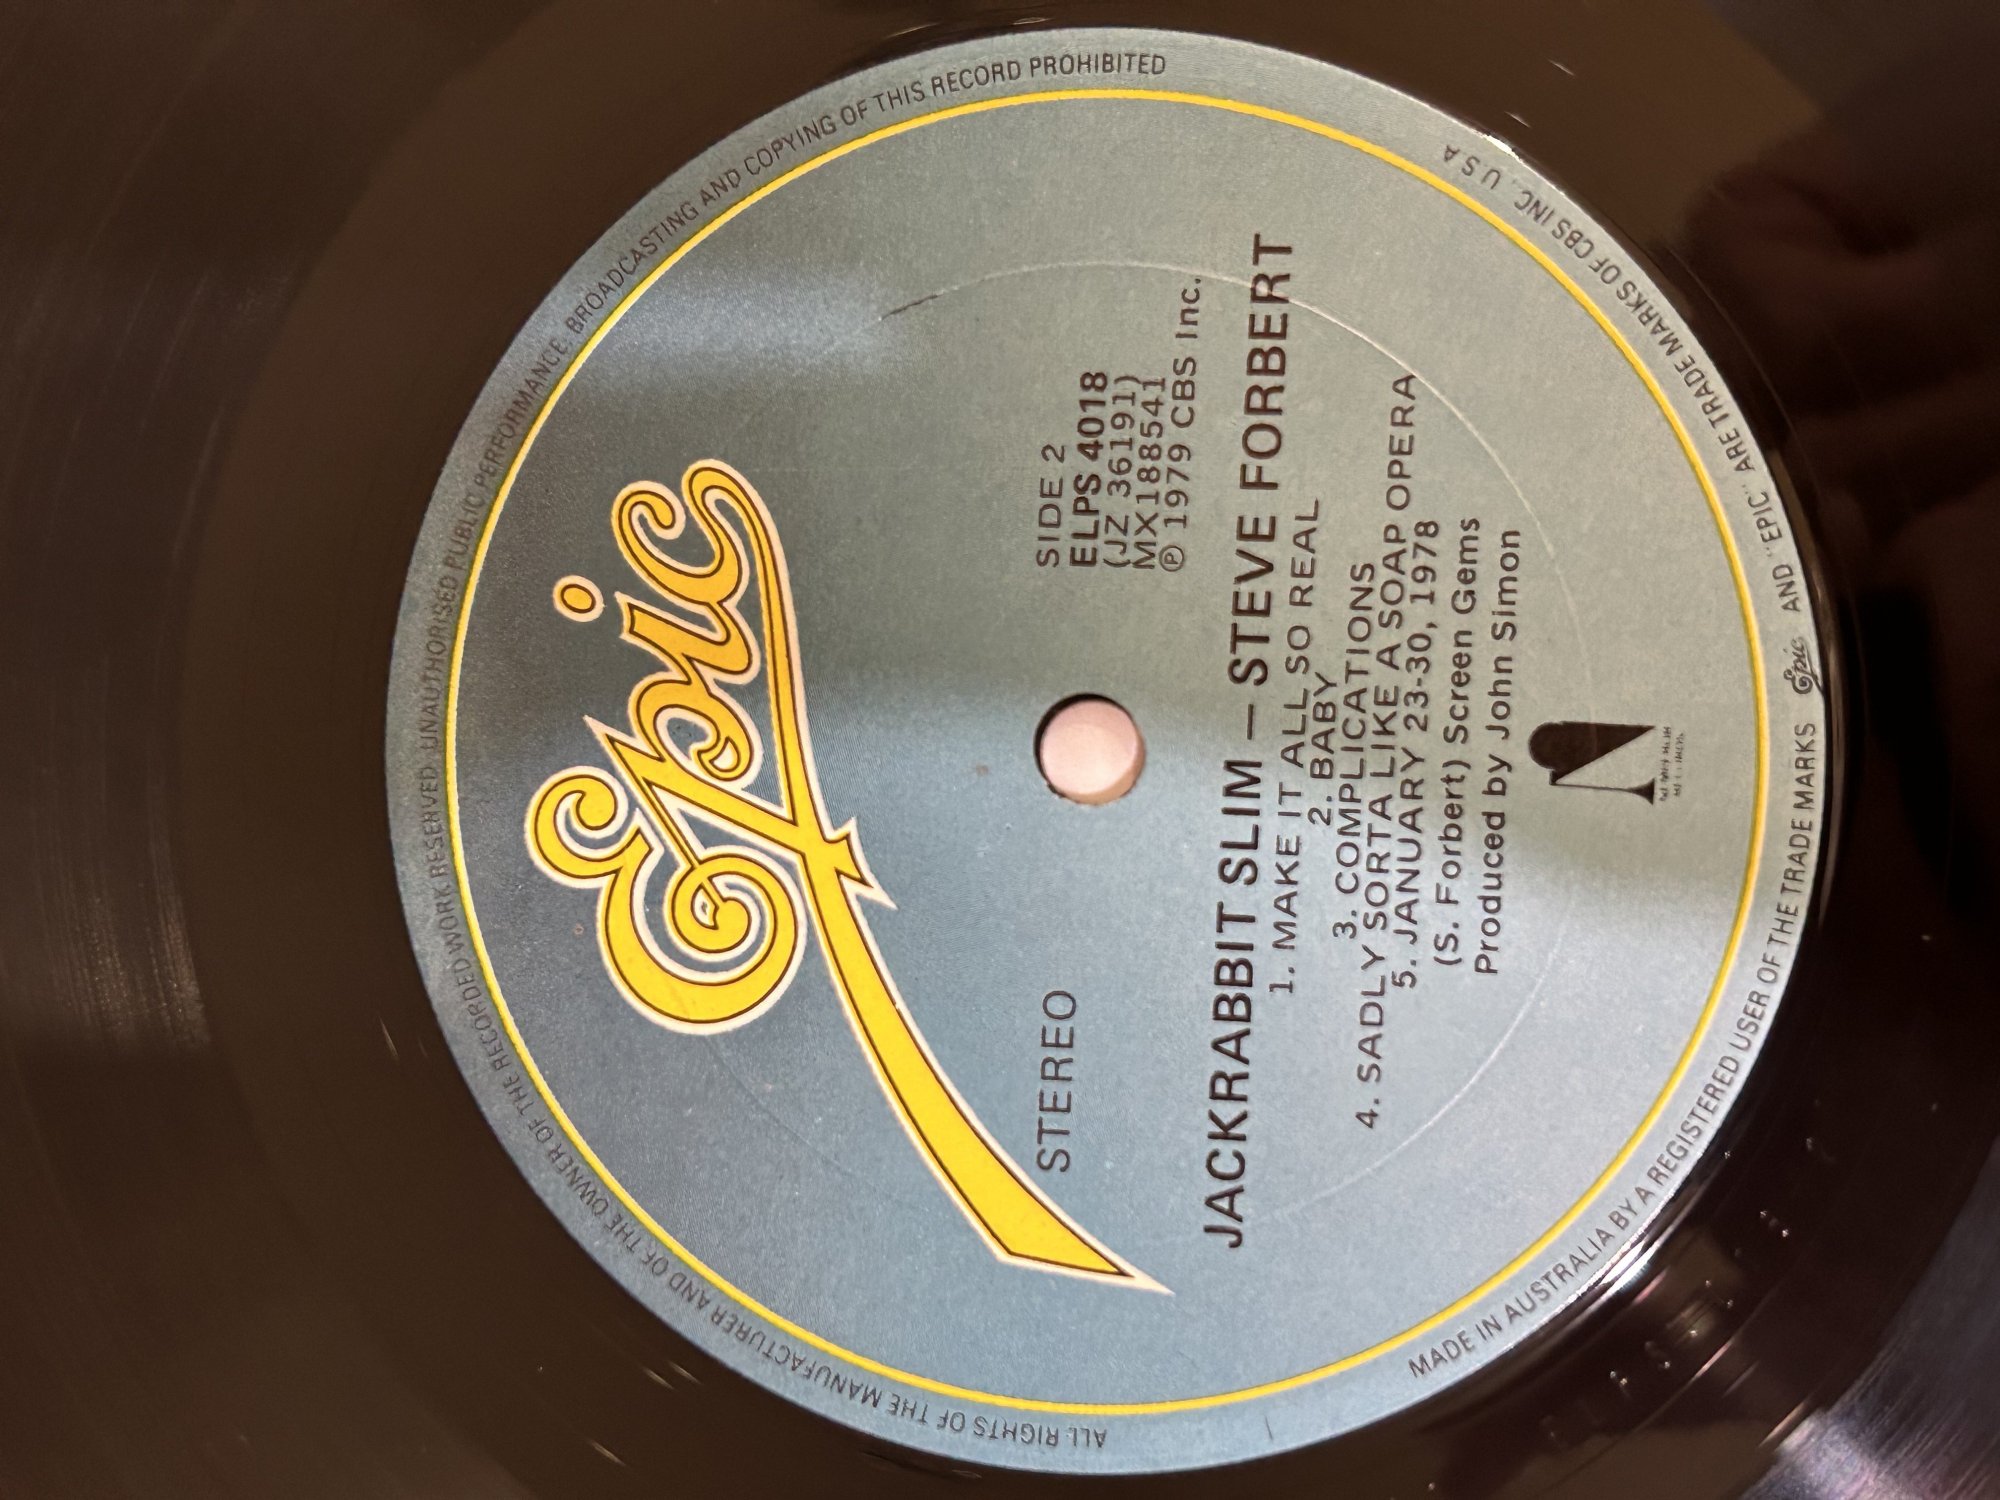 Epic
STEREO
SIDE 2
ELPS 4018
(JZ 36191)
MX188541
℗ 1979 CBS Inc.
JACKRABBIT SLIM — STEVE FORBERT
1. MAKE IT ALL SO REAL
2. BABY
3. COMPLICATIONS
4. SADLY SORTA LIKE A SOAP OPERA
5. JANUARY 23-30, 1978
(S. Forbert) Screen Gems
Produced by John Simon
ALL RIGHTS OF THE MANUFACTURER AND OF THE OWNER OF THE RECORDED WORK RESERVED. UNAUTHORISED PUBLIC PERFORMANCE, BROADCASTING AND COPYING OF THIS RECORD PROHIBITED
MADE IN AUSTRALIA BY A REGISTERED USER OF THE TRADE MARKS Epic AND "EPIC" ARE TRADE MARKS OF CBS INC., U.S.A